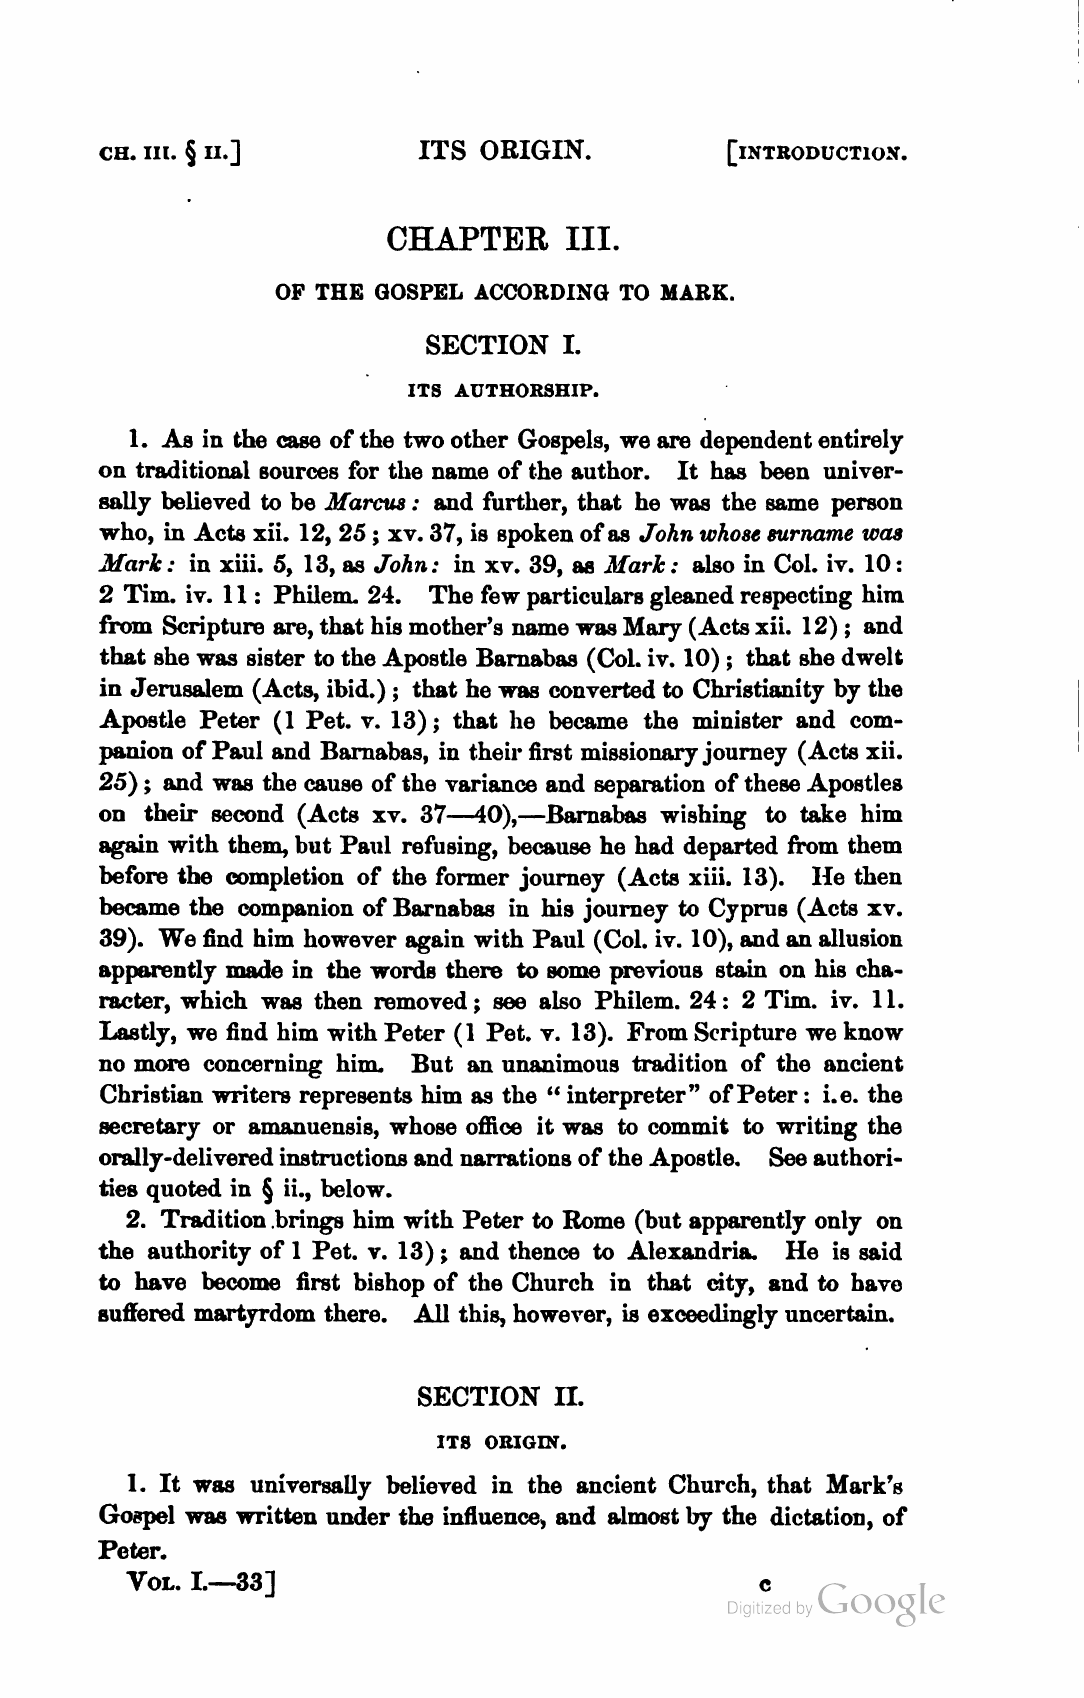 CH. III. § II.] ITS ORIGIN. [INTRODUCTION.
CHAPTER III.
OF THE GOSPEL ACCORDING TO MARK.
SECTION I.
ITS AUTHORSHIP.
1. As in the case of the two other Gospels, we are dependent entirely
on traditional sources for the name of the author. It has been univer-
sally believed to be Marcus: and further, that he was the same person
who, in Acts xii. 12, 25; xv. 37, is spoken of as John whose surname was
Mark: in xiii. 5, 13, as John: in xv. 39, as Mark: also in Col. iv. 10:
2 Tim. iv. 11: Philem. 24. The few particulars gleaned respecting him
from Scripture are, that his mother's name was Mary (Acts xii. 12); and
that she was sister to the Apostle Barnabas (Col. iv. 10); that she dwelt
in Jerusalem (Acts, ibid.); that he was converted to Christianity by the
Apostle Peter (1 Pet. v. 13); that he became the minister and com-
panion of Paul and Barnabas, in their first missionary journey (Acts xii.
25); and was the cause of the variance and separation of these Apostles
on their second (Acts xv. 37—40),—Barnabas wishing to take him
again with them, but Paul refusing, because he had departed from them
before the completion of the former journey (Acts xiii. 13). He then
became the companion of Barnabas in his journey to Cyprus (Acts xv.
39). We find him however again with Paul (Col. iv. 10), and an allusion
apparently made in the words there to some previous stain on his cha-
racter, which was then removed; see also Philem. 24: 2 Tim. iv. 11.
Lastly, we find him with Peter (1 Pet. v. 13). From Scripture we know
no more concerning him. But an unanimous tradition of the ancient
Christian writers represents him as the "interpreter" of Peter: i.e. the
secretary or amanuensis, whose office it was to commit to writing the
orally-delivered instructions and narrations of the Apostle. See authori-
ties quoted in § ii., below.
2. Tradition brings him with Peter to Rome (but apparently only on
the authority of 1 Pet. v. 13); and thence to Alexandria. He is said
to have become first bishop of the Church in that city, and to have
suffered martyrdom there. All this, however, is exceedingly uncertain.
SECTION II.
ITS ORIGIN.
1. It was universally believed in the ancient Church, that Mark's
Gospel was written under the influence, and almost by the dictation, of
Peter.
VOL. I.—33] C
Digitized by Google